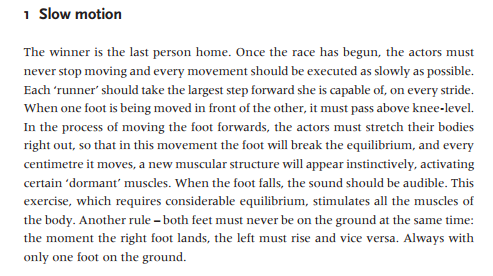 1 Slow motion
The winner is the last person home. Once the race has begun, the actors must
never stop moving and every movement should be executed as slowly as possible.
Each ‘runner’ should take the largest step forward she is capable of, on every stride.
When one foot is being moved in front of the other, it must pass above knee-level.
In the process of moving the foot forwards, the actors must stretch their bodies
right out, so that in this movement the foot will break the equilibrium, and every
centimetre it moves, a new muscular structure will appear instinctively, activating
certain ‘dormant’ muscles. When the foot falls, the sound should be audible. This
exercise, which requires considerable equilibrium, stimulates all the muscles of
the body. Another rule – both feet must never be on the ground at the same time:
the moment the right foot lands, the left must rise and vice versa. Always with
only one foot on the ground.